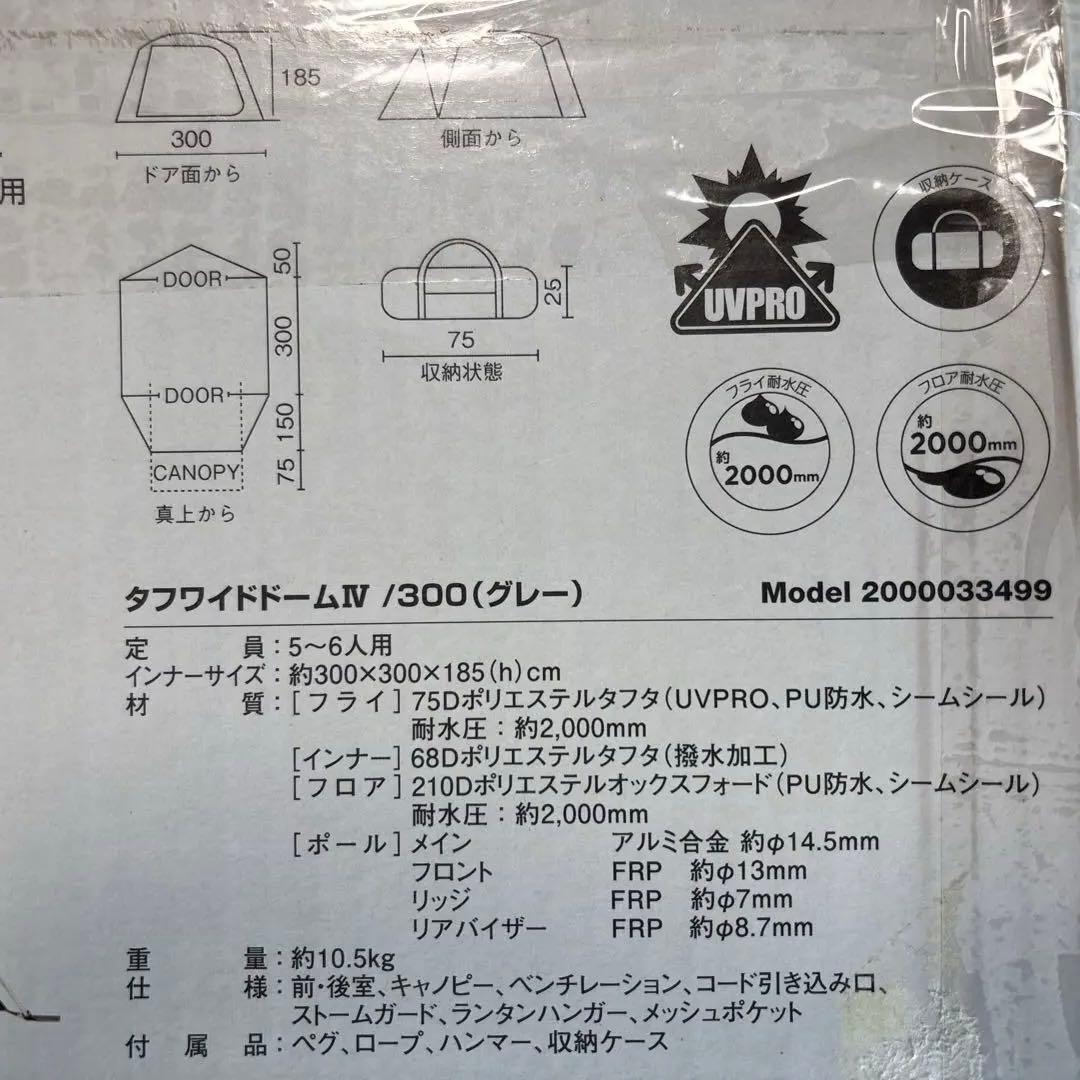 185
300
ドア面から
側面から
用
DOOR
50
300
DOOR
150
CANOPY
75
真上から
25
75
収納状態
UVPRO
収納ケース
フライ耐水圧
約
2000mm
フロア耐水圧
約
2000mm
タフワイドドームⅣ /300(グレー) Model 2000033499
定員:5〜6人用
インナーサイズ:約300×300×185(h)cm
材質:[フライ]75Dポリエステルタフタ(UVPRO、PU防水、シームシール)
耐水圧:約2,000mm
[インナー]68Dポリエステルタフタ(撥水加工)
[フロア]210Dポリエステルオックスフォード(PU防水、シームシール)
耐水圧:約2,000mm
[ポール]メイン アルミ合金 約φ14.5mm
フロント FRP 約φ13mm
リッジ FRP 約φ7mm
リアバイザー FRP 約φ8.7mm
重量:約10.5kg
仕様:前・後室、キャノピー、ベンチレーション、コード引き込み口、
ストームガード、ランタンハンガー、メッシュポケット
付属品:ペグ、ロープ、ハンマー、収納ケース